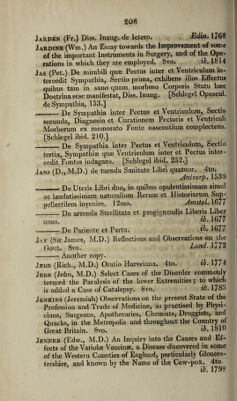 208
Jarden (Fr.) Diss. Inaug. de Ictero. Edin. 1768
Jardine (Wm.) An Essay towards the Improvement of some
of the important Instruments in Surgery, and of the Ope-
rations in which they are employed. 8vo. ib. 1814
Jas (Pet.) De mirabili quæ Pectus inter et Ventriculum in-
tercedit Sympathia, Sectio prima, exhibens illos Effectus
quibus tam in sano quam morboso Corporis Statu hæc
Doctrina sese manifestat, Diss. Inaug. [Schlegel Opuscul.
de Sympathia, 153.]
—— De Sympathia inter Pectus et Ventriculum, Sectio
secunda, Diagnosin et Curationem Pectoris et Ventriculi
Morborum ex memorato Fonte nascentium complectens.
[Schlegel ibid. 210.]
—— De Sympathia inter Pectus et Ventriculum, Sectio
tertia, Sympathiæ quæ Ventriculum inter et Pectus inter-
cedit Fontes indagans. [Schlegel ibid. 252.]
Jaso (D., M.D.) de tuenda Sanitate Libri quatuor. 4to.
Antverp. 1538
—— De Uteris Libri duo, in quibus opulentissimam simul
ac lautissimam naturalium Rerum et Historiarum Sup-
pellectilem invenies. 12mo. Amstel. 1677
—— De arcenda Sterilitate et progignendis Liberis Liber
unus. ib. 1677
—— De Pariente et Partu. ib. 1677
Jay (Sir James, M.D.) Reflections and Observations on the
Gout. 8vo. Lond. 1772
—— Another copy.
Jebb (Rich., M.D.) Oratio Harveiana. 4to. ib. 1774
Jebb (John, M.D.) Select Cases of the Disorder commonly
termed the Paralysis of the lower Extremities; to which
is added a Case of Catalepsy. 8vo. ib. 1783
Jenkins (Jeremiah) Observations on the present State of the
Profession and Trade of Medicine, as practised by Physi-
cians, Surgeons, Apothecaries, Chemists, Druggists, and
Quacks, in the Metropolis and throughout the Country of
Great Britain. 8vo. ib. 1810
Jenner (Edw., M.D.) An Inquiry into the Causes and Ef-
fects of the Variolæ Vaccinæ, a Disease discovered in some
of the Western Counties of England, particularly Glouces-
tershire, and known by the Name of the Cow-pox. 4to.
ib. 1798